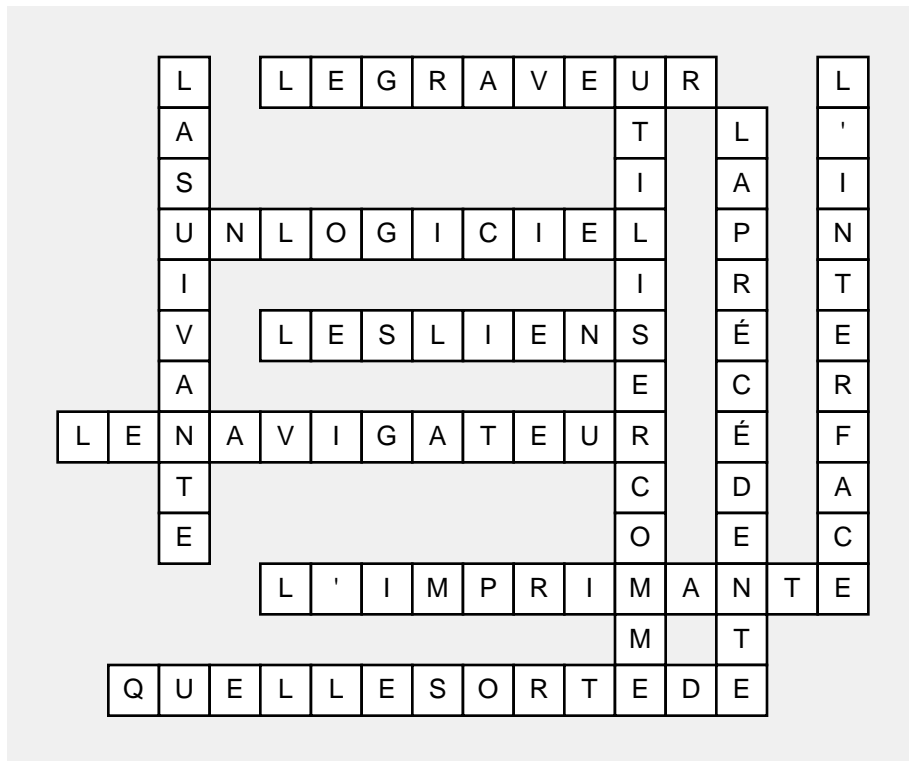 LASUIVANTE
LEGRAVEUR
UTILISERCOMME
LAPRÉCÉDENTE
L'INTERFACE
UNLOGICIEL
LESLIENS
LENAVIGATEUR
L'IMPRIMANTE
QUELLESORTEDE